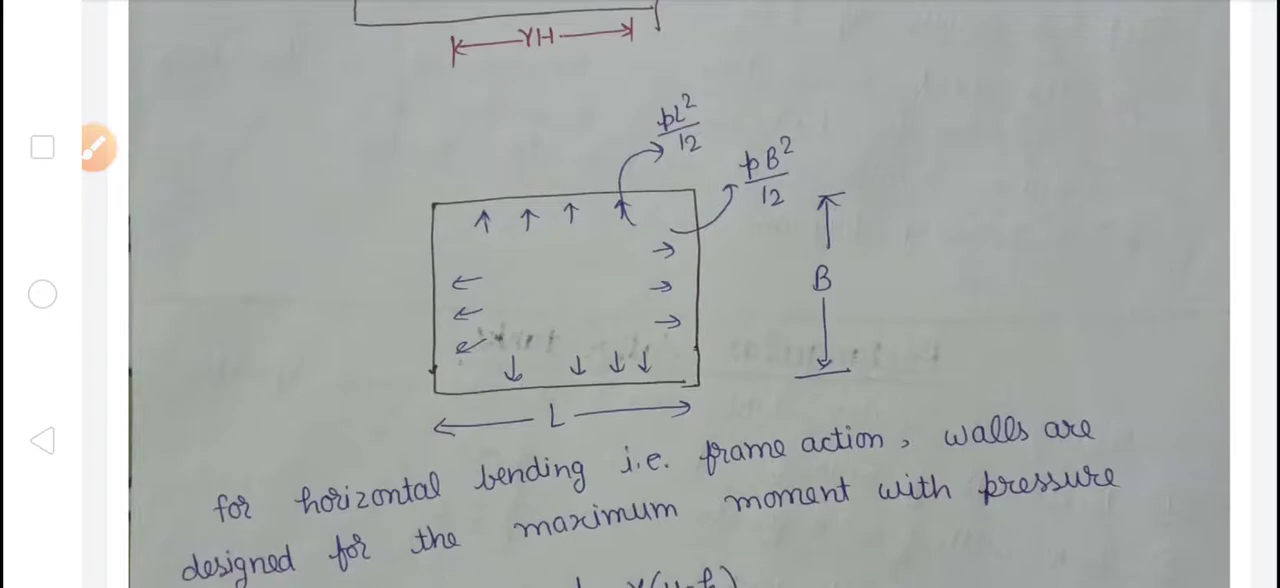 YH
pL²/12
pB²/12
B
L
for horizontal bending i.e. frame action, walls are
designed for the maximum moment with pressure